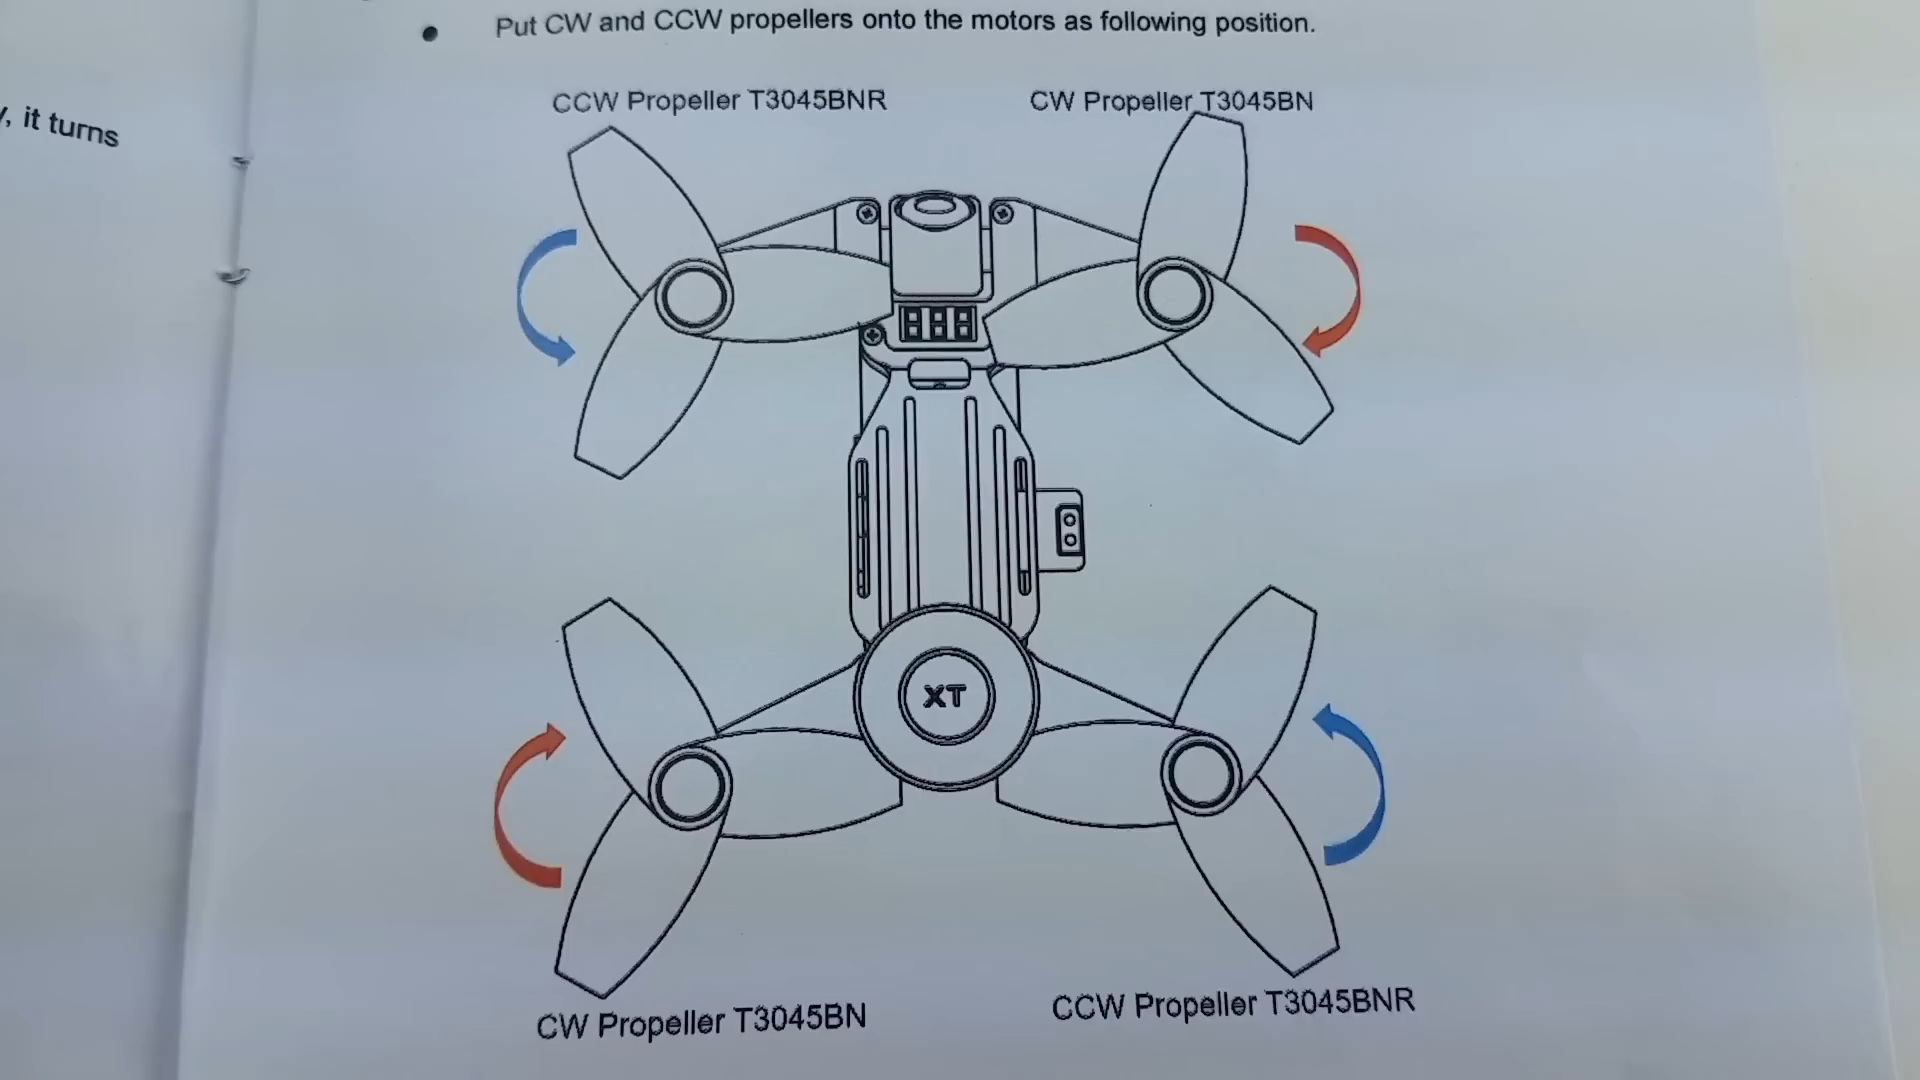 Put CW and CCW propellers onto the motors as following position.
, it turns
CCW Propeller T3045BNR
CW Propeller T3045BN
XT
CW Propeller T3045BN
CCW Propeller T3045BNR